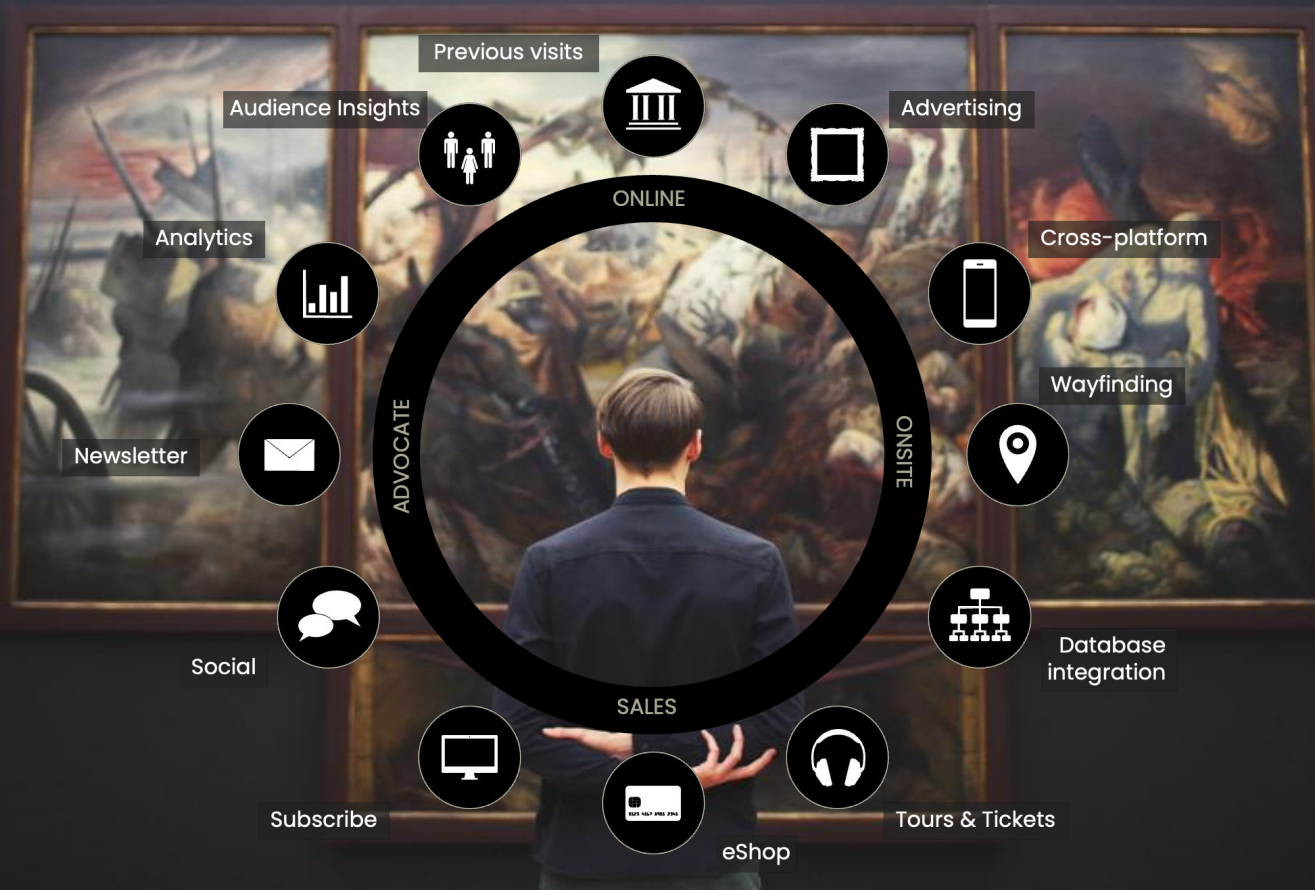 Previous visits
Audience Insights
Advertising
ONLINE
Analytics
Cross-platform
Wayfinding
ADVOCATE
ONSITE
Newsletter
Database
integration
Social
SALES
Subscribe
Tours & Tickets
eShop